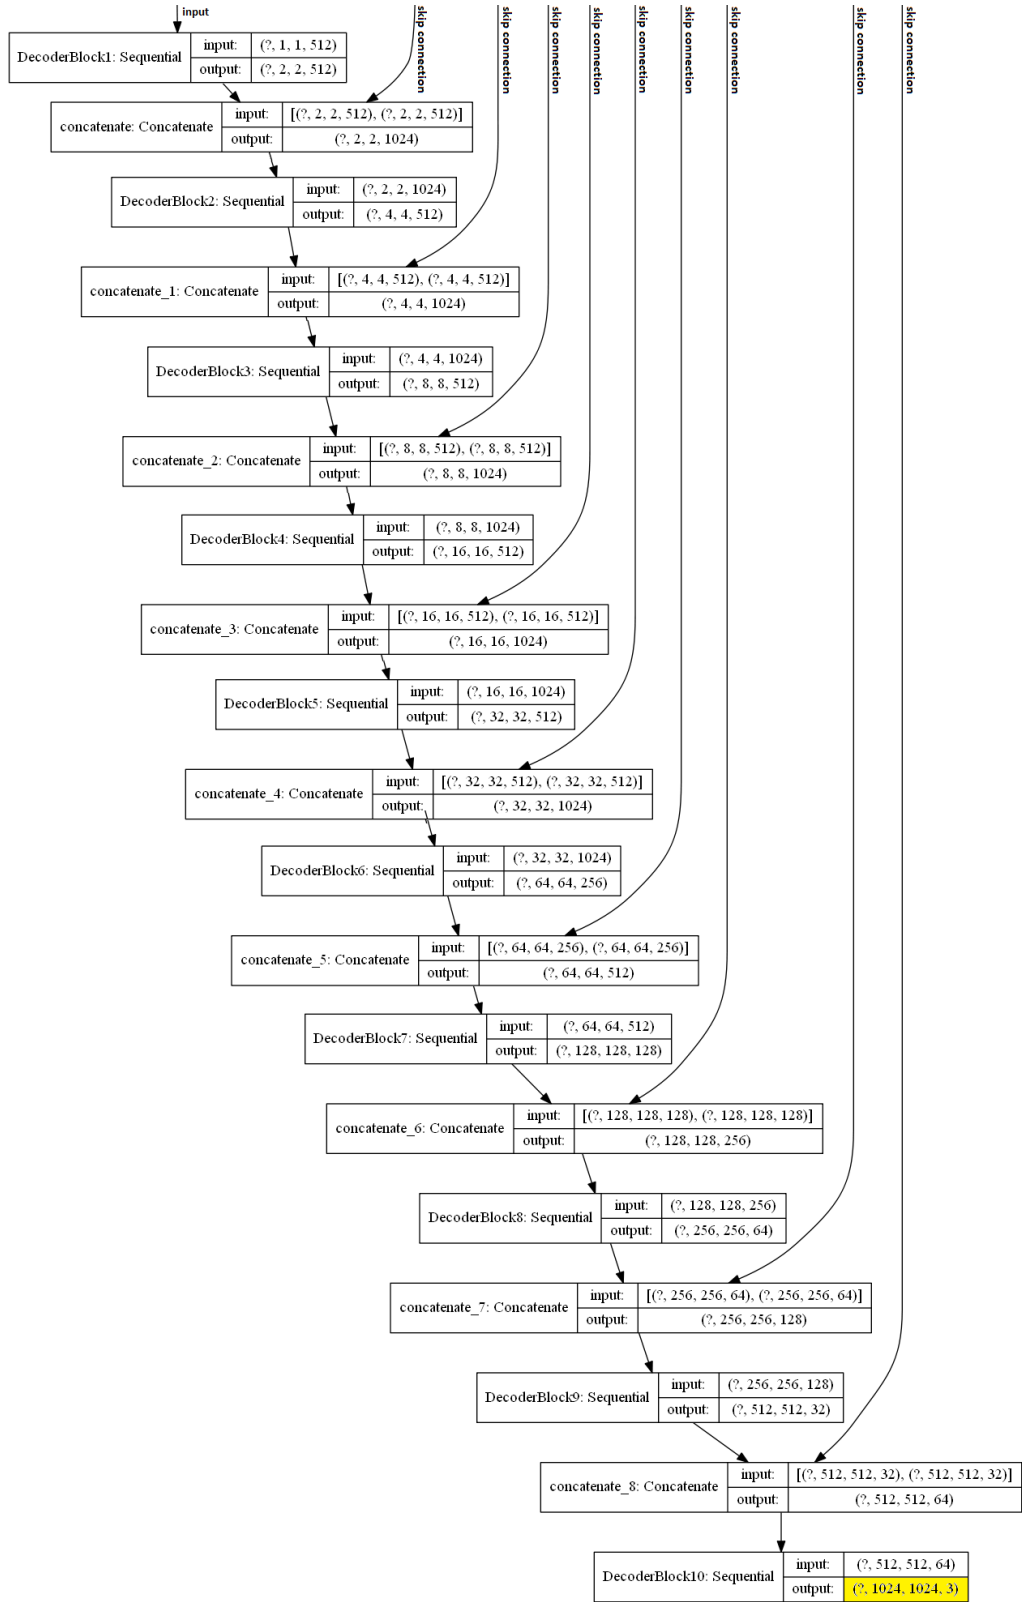 input
skip connection
skip connection
skip connection
skip connection
skip connection
skip connection
skip connection
skip connection
skip connection
DecoderBlock1: Sequential
input: (?, 1, 1, 512)
output: (?, 2, 2, 512)
concatenate: Concatenate
input: [(?, 2, 2, 512), (?, 2, 2, 512)]
output: (?, 2, 2, 1024)
DecoderBlock2: Sequential
input: (?, 2, 2, 1024)
output: (?, 4, 4, 512)
concatenate_1: Concatenate
input: [(?, 4, 4, 512), (?, 4, 4, 512)]
output: (?, 4, 4, 1024)
DecoderBlock3: Sequential
input: (?, 4, 4, 1024)
output: (?, 8, 8, 512)
concatenate_2: Concatenate
input: [(?, 8, 8, 512), (?, 8, 8, 512)]
output: (?, 8, 8, 1024)
DecoderBlock4: Sequential
input: (?, 8, 8, 1024)
output: (?, 16, 16, 512)
concatenate_3: Concatenate
input: [(?, 16, 16, 512), (?, 16, 16, 512)]
output: (?, 16, 16, 1024)
DecoderBlock5: Sequential
input: (?, 16, 16, 1024)
output: (?, 32, 32, 512)
concatenate_4: Concatenate
input: [(?, 32, 32, 512), (?, 32, 32, 512)]
output: (?, 32, 32, 1024)
DecoderBlock6: Sequential
input: (?, 32, 32, 1024)
output: (?, 64, 64, 256)
concatenate_5: Concatenate
input: [(?, 64, 64, 256), (?, 64, 64, 256)]
output: (?, 64, 64, 512)
DecoderBlock7: Sequential
input: (?, 64, 64, 512)
output: (?, 128, 128, 128)
concatenate_6: Concatenate
input: [(?, 128, 128, 128), (?, 128, 128, 128)]
output: (?, 128, 128, 256)
DecoderBlock8: Sequential
input: (?, 128, 128, 256)
output: (?, 256, 256, 64)
concatenate_7: Concatenate
input: [(?, 256, 256, 64), (?, 256, 256, 64)]
output: (?, 256, 256, 128)
DecoderBlock9: Sequential
input: (?, 256, 256, 128)
output: (?, 512, 512, 32)
concatenate_8: Concatenate
input: [(?, 512, 512, 32), (?, 512, 512, 32)]
output: (?, 512, 512, 64)
DecoderBlock10: Sequential
input: (?, 512, 512, 64)
output: (?, 1024, 1024, 3)